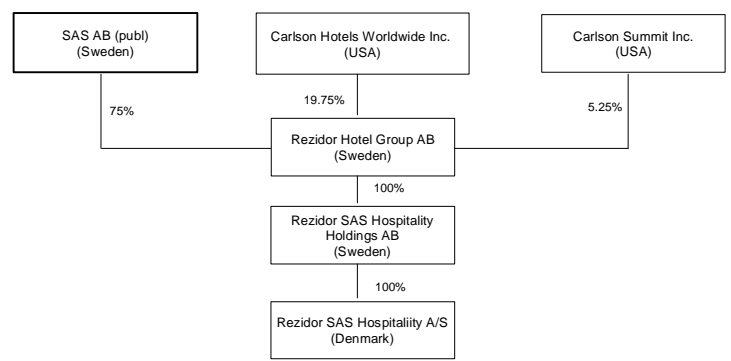 SAS AB (publ)
(Sweden)
Carlson Hotels Worldwide Inc.
(USA)
Carlson Summit Inc.
(USA)
75%
19.75%
5.25%
Rezidor Hotel Group AB
(Sweden)
100%
Rezidor SAS Hospitality
Holdings AB
(Sweden)
100%
Rezidor SAS Hospitaliity A/S
(Denmark)